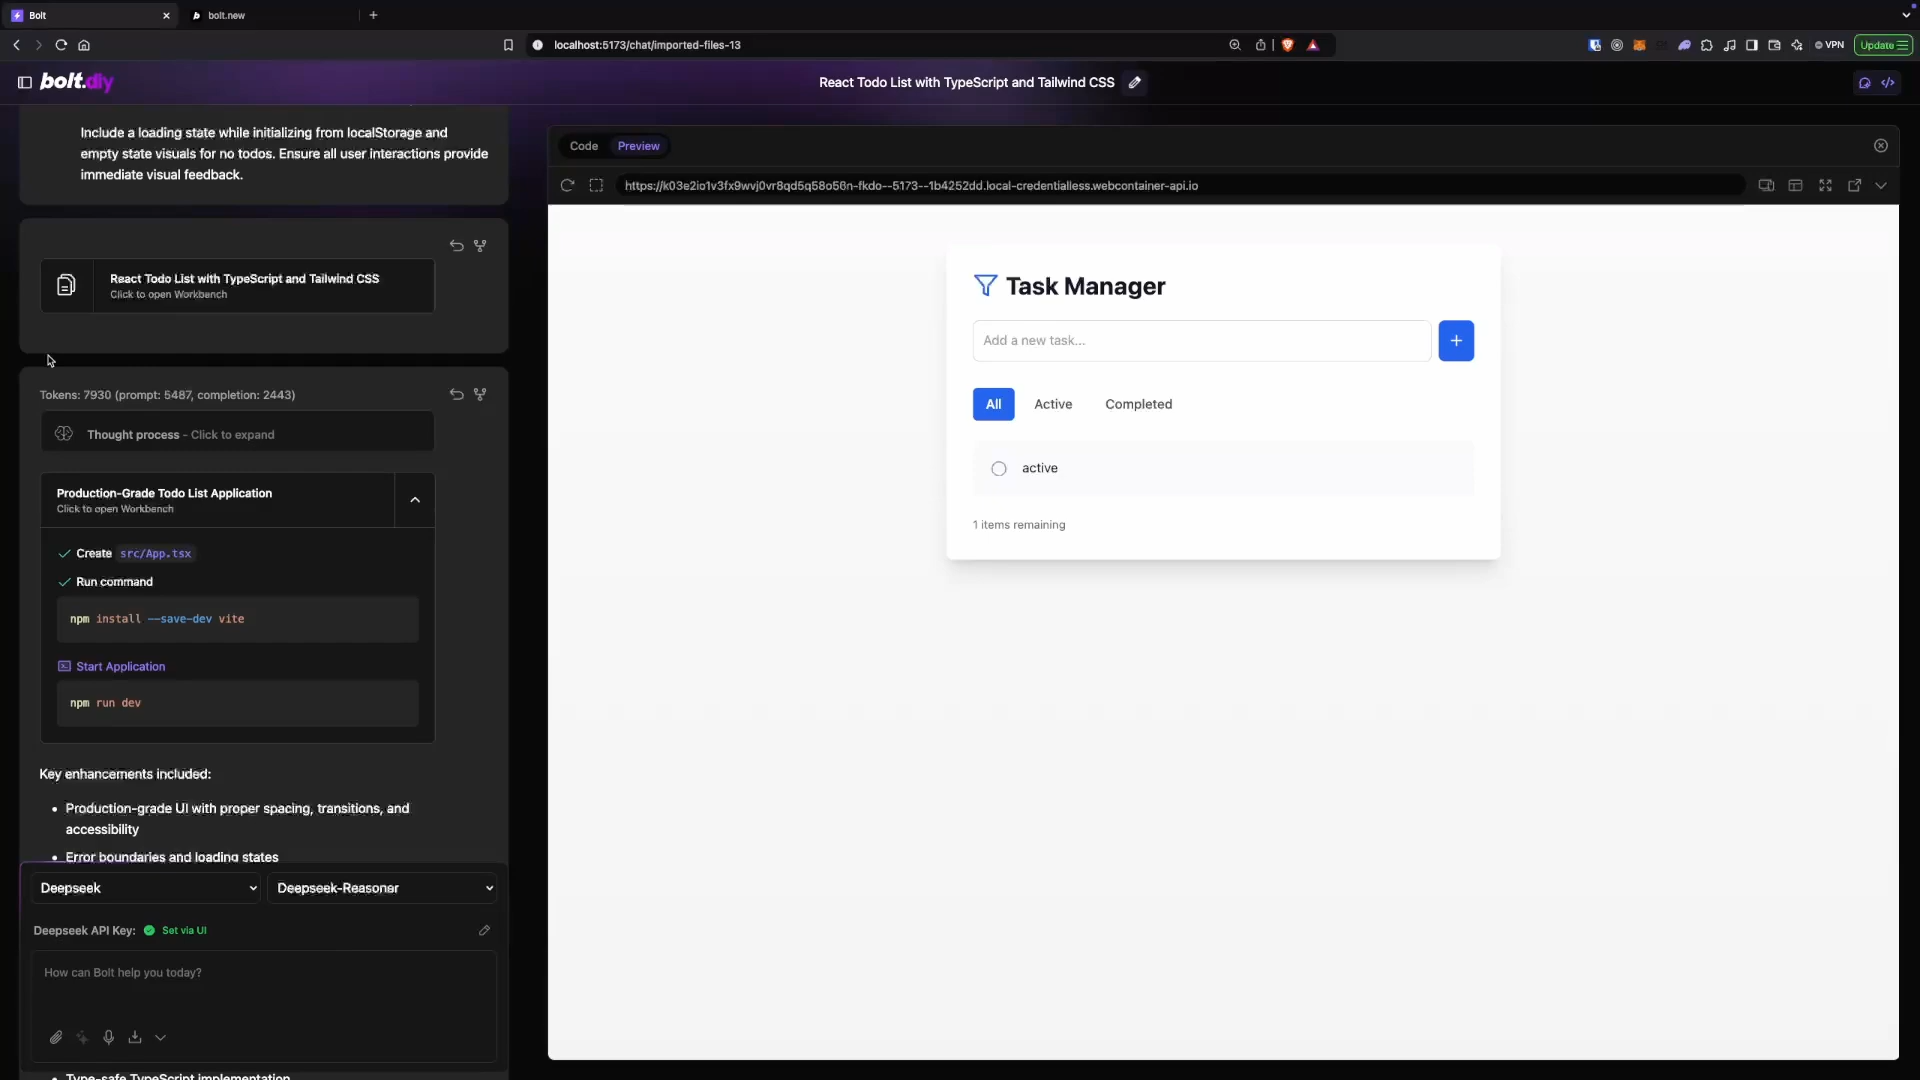 Bolt
bolt.new
localhost:5173/chat/imported-files-13
VPN
Update
bolt.diy
React Todo List with TypeScript and Tailwind CSS
Include a loading state while initializing from localStorage and
empty state visuals for no todos. Ensure all user interactions provide
immediate visual feedback.
React Todo List with TypeScript and Tailwind CSS
Click to open Workbench
Tokens: 7930 (prompt: 5487, completion: 2443)
Thought process - Click to expand
Production-Grade Todo List Application
Click to open Workbench
Create src/App.tsx
Run command
npm install --save-dev vite
Start Application
npm run dev
Key enhancements included:
• Production-grade UI with proper spacing, transitions, and
accessibility
• Error boundaries and loading states
Deepseek
Deepseek-Reasoner
Deepseek API Key: Set via UI
How can Bolt help you today?
• Type-safe TypeScript implementation
Code
Preview
https://k03e2io1v3fx9wvj0vr8qd5q58o56n-fkdo--5173--1b4252dd.local-credentialless.webcontainer-api.io
Task Manager
Add a new task...
+
All
Active
Completed
active
1 items remaining